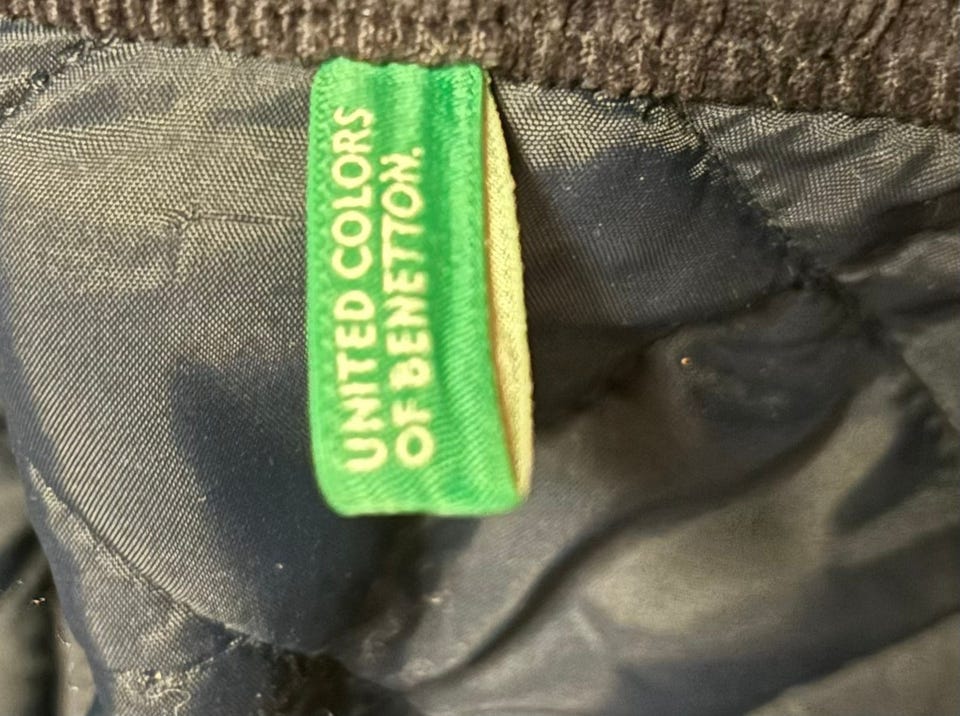 UNITED COLORS
OF BENETTON.